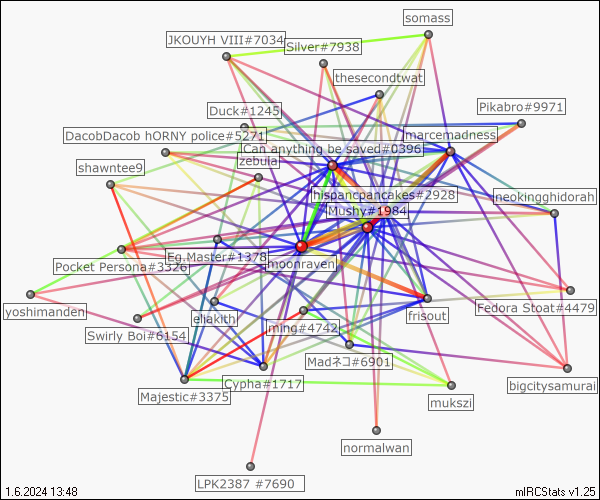 somass
JKOUYH VIII#7034
Silver#7938
thesecondtwat
Pikabro#9971
Duck#1245
DacobDacob hORNY police#5271
marcemadness
Can anything be saved#0396
shawntee9
zebula
hispancpancakes#2928
neokingghidorah
Mushy#1984
Eg.Master#1378
moonraven
Pocket Persona#3326
yoshimanden
Fedora Stoat#4479
eliakith
frisout
Swirly Boi#6154
ming#4742
Madネコ#6901
Cypha#1717
bigcitysamurai
Majestic#3375
mukszi
normalwan
LPK2387 #7690
1.6.2024 13:48
mIRCStats v1.25